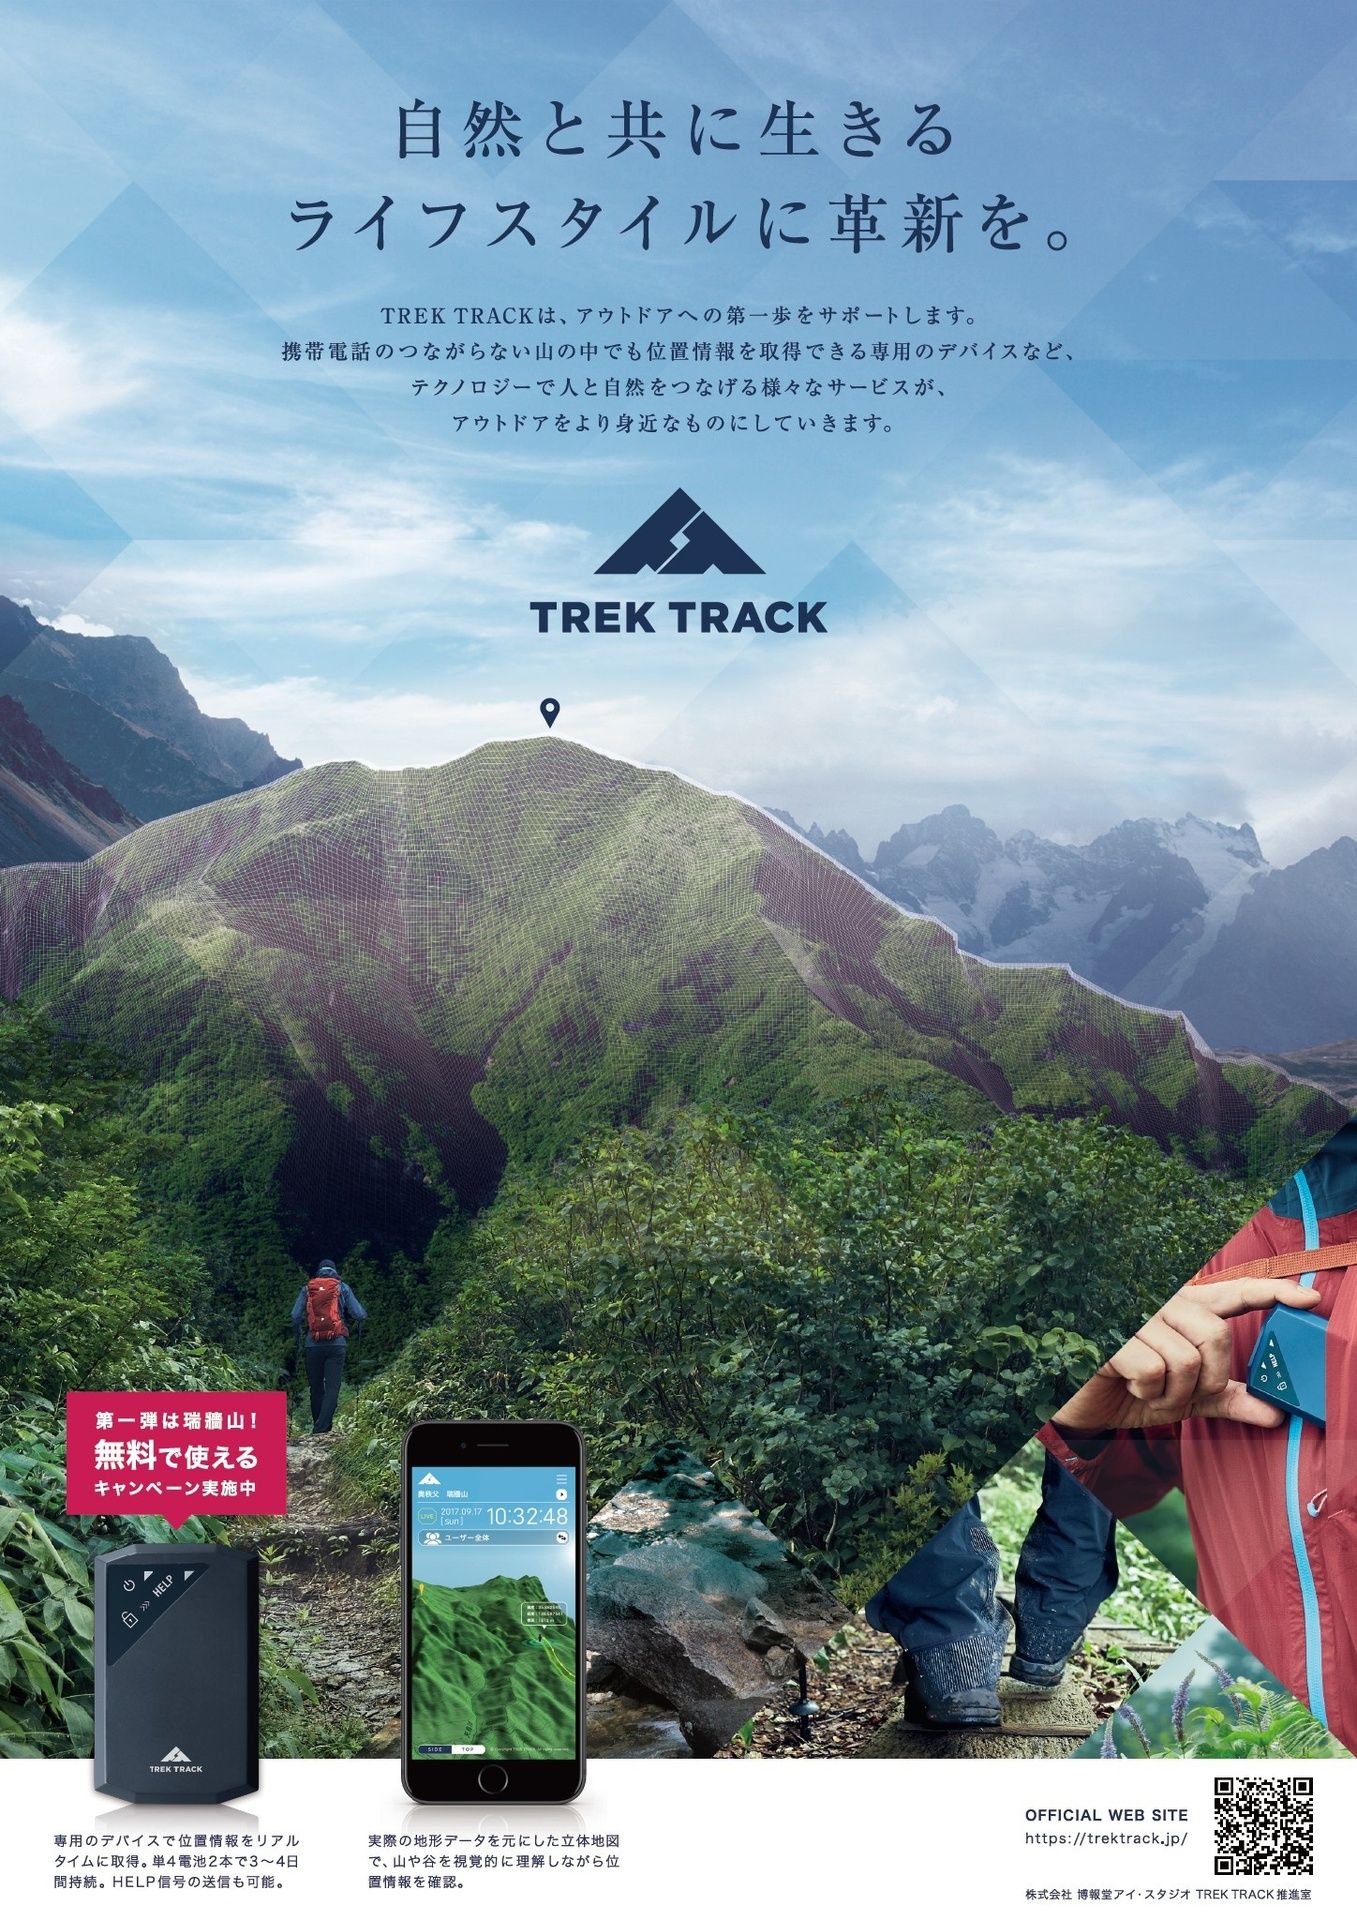 自然と共に生きる
ライフスタイルに革新を。
TREK TRACKは、アウトドアへの第一歩をサポートします。
携帯電話のつながらない山の中でも位置情報を取得できる専用のデバイスなど、
テクノロジーで人と自然をつなげる様々なサービスが、
アウトドアをより身近なものにしていきます。
TREK TRACK
第一弾は瑞牆山！
無料で使える
キャンペーン実施中
HELP
TREK TRACK
奥秩父 瑞牆山
LIVE
2017.09.17
[sun]
10:32:48
ユーザー全体
SIDE
TOP
HELP
専用のデバイスで位置情報をリアル
タイムに取得。単4電池2本で3〜4日
間持続。HELP信号の送信も可能。
実際の地形データを元にした立体地図
で、山や谷を視覚的に理解しながら位
置情報を確認。
OFFICIAL WEB SITE
https://trektrack.jp/
株式会社 博報堂アイ・スタジオ TREK TRACK推進室